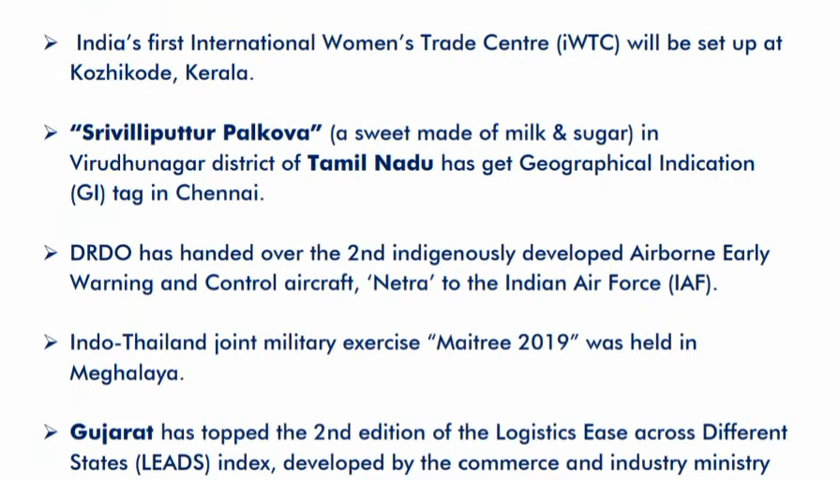 ➢ India's first International Women's Trade Centre (iWTC) will be set up at
Kozhikode, Kerala.
➢ “Srivilliputtur Palkova” (a sweet made of milk & sugar) in
Virudhunagar district of Tamil Nadu has get Geographical Indication
(GI) tag in Chennai.
➢ DRDO has handed over the 2nd indigenously developed Airborne Early
Warning and Control aircraft, ‘Netra’ to the Indian Air Force (IAF).
➢ Indo-Thailand joint military exercise “Maitree 2019” was held in
Meghalaya.
➢ Gujarat has topped the 2nd edition of the Logistics Ease across Different
States (LEADS) index, developed by the commerce and industry ministry